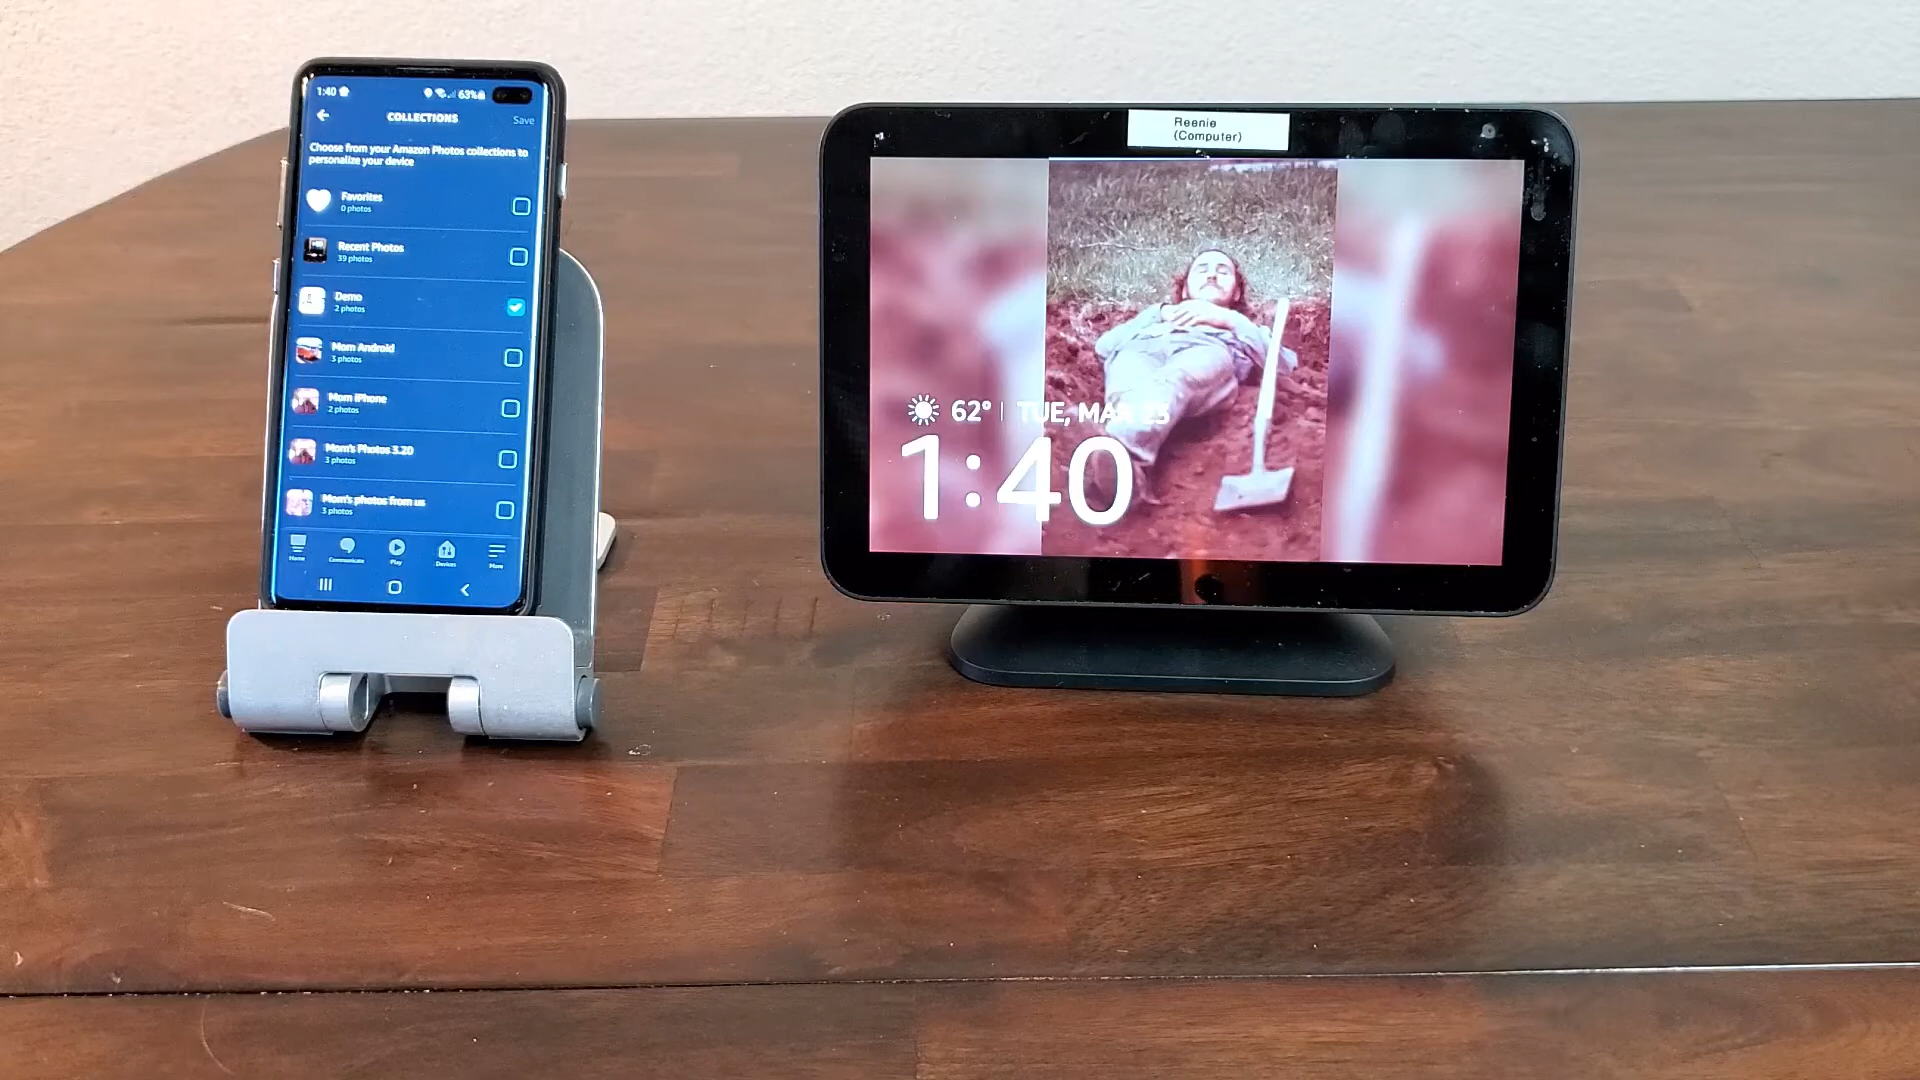 1:40
63%
COLLECTIONS
Save
Choose from your Amazon Photos collections to
personalize your device
Favorites
0 photos
Recent Photos
39 photos
Demo
2 photos
Mom Android
3 photos
Mom iPhone
2 photos
Mom's Photos 3.20
3 photos
Mom's photos from us
3 photos
Home
Communicate
Play
Devices
More
Reenie
(Computer)
62° | TUE, MAR 25
1:40